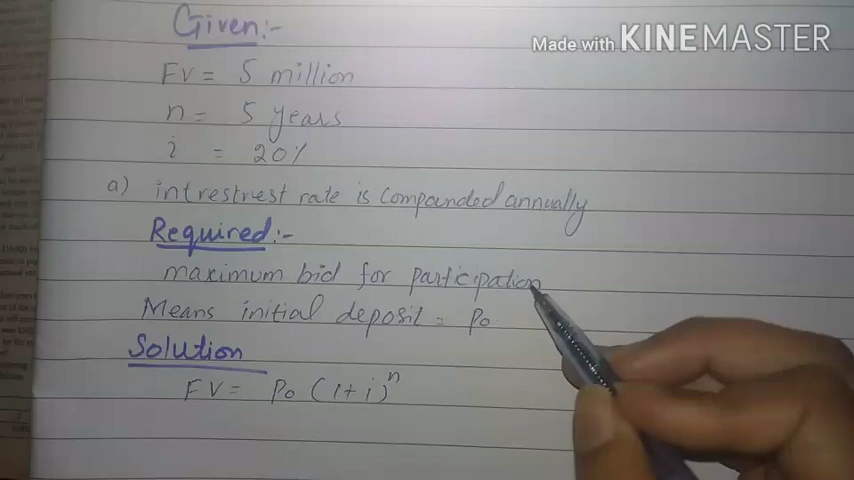 Given:-
Made with KINEMASTER
FV = 5 million
n = 5 years
i = 20%
a) intrestrest rate is compounded annually
Required:-
maximum bid for participation
Means initial deposit = Po
Solution
FV = Po (1+i)^n